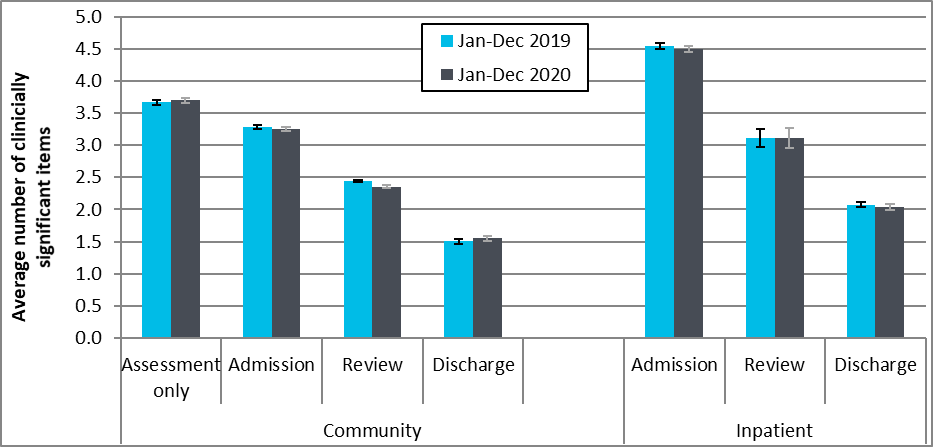 Average number of clinicially
significant items
5.0
4.5
4.0
3.5
3.0
2.5
2.0
1.5
1.0
0.5
0.0
Jan-Dec 2019
Jan-Dec 2020
Assessment
only
Admission
Review
Discharge
Admission
Review
Discharge
Community
Inpatient